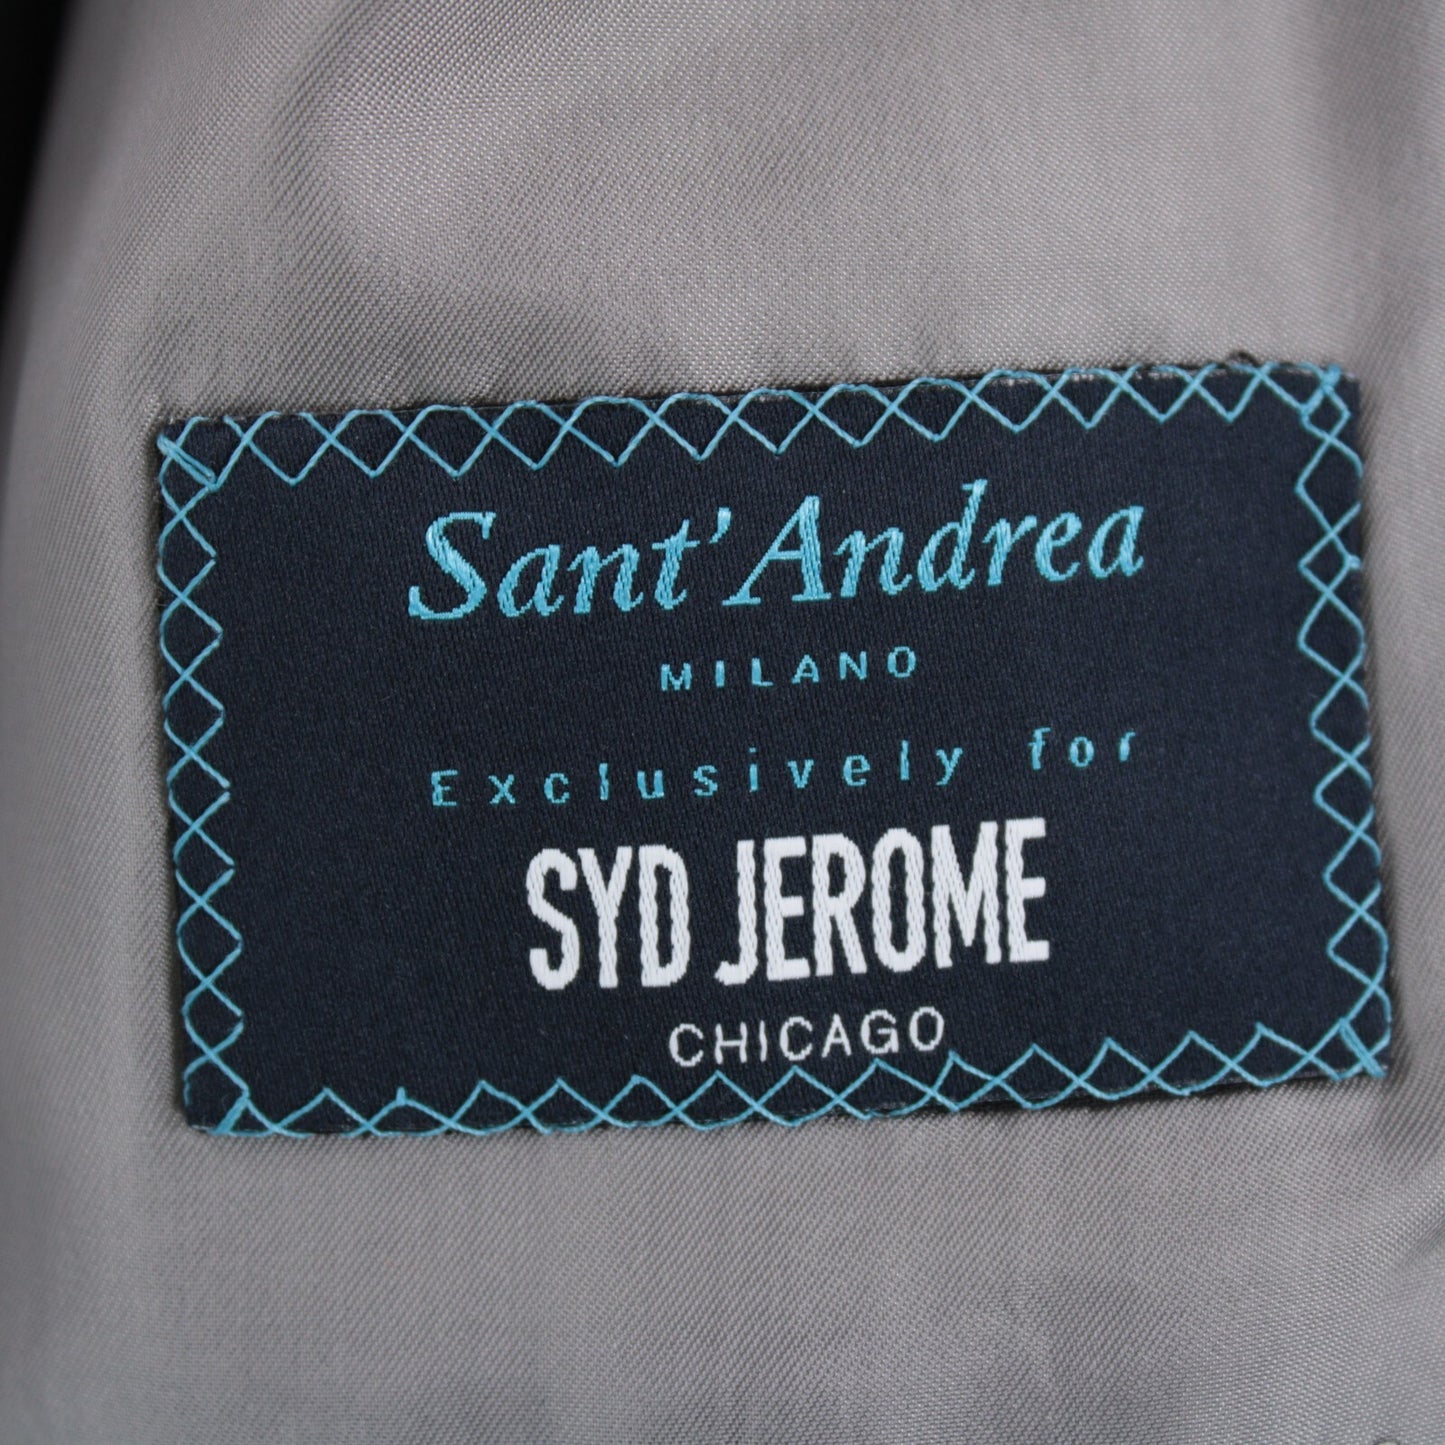 Sant'Andrea
MILANO
Exclusively for
SYD JEROME
CHICAGO